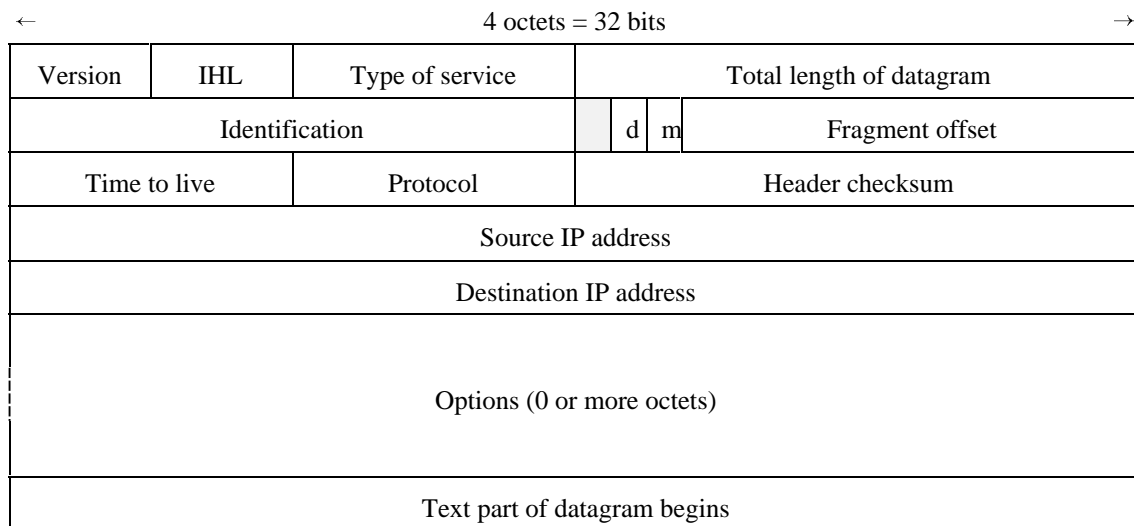 ← 4 octets = 32 bits →
Version IHL Type of service Total length of datagram
Identification d m Fragment offset
Time to live Protocol Header checksum
Source IP address
Destination IP address
Options (0 or more octets)
Text part of datagram begins